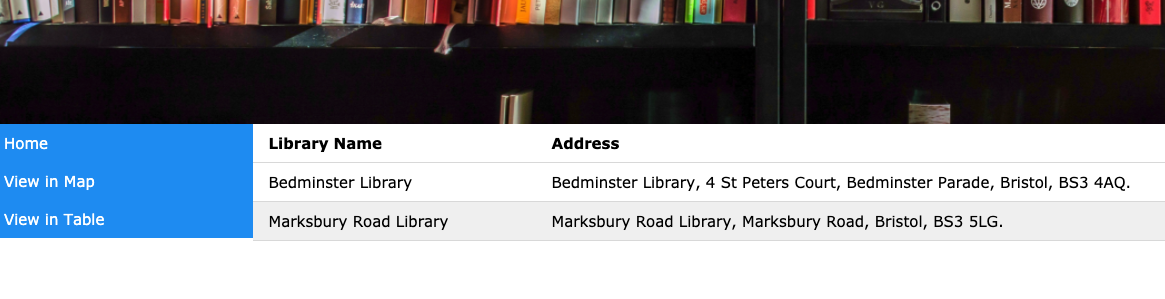 Home
Library Name Address
View in Map
Bedminster Library Bedminster Library, 4 St Peters Court, Bedminster Parade, Bristol, BS3 4AQ.
View in Table
Marksbury Road Library Marksbury Road Library, Marksbury Road, Bristol, BS3 5LG.